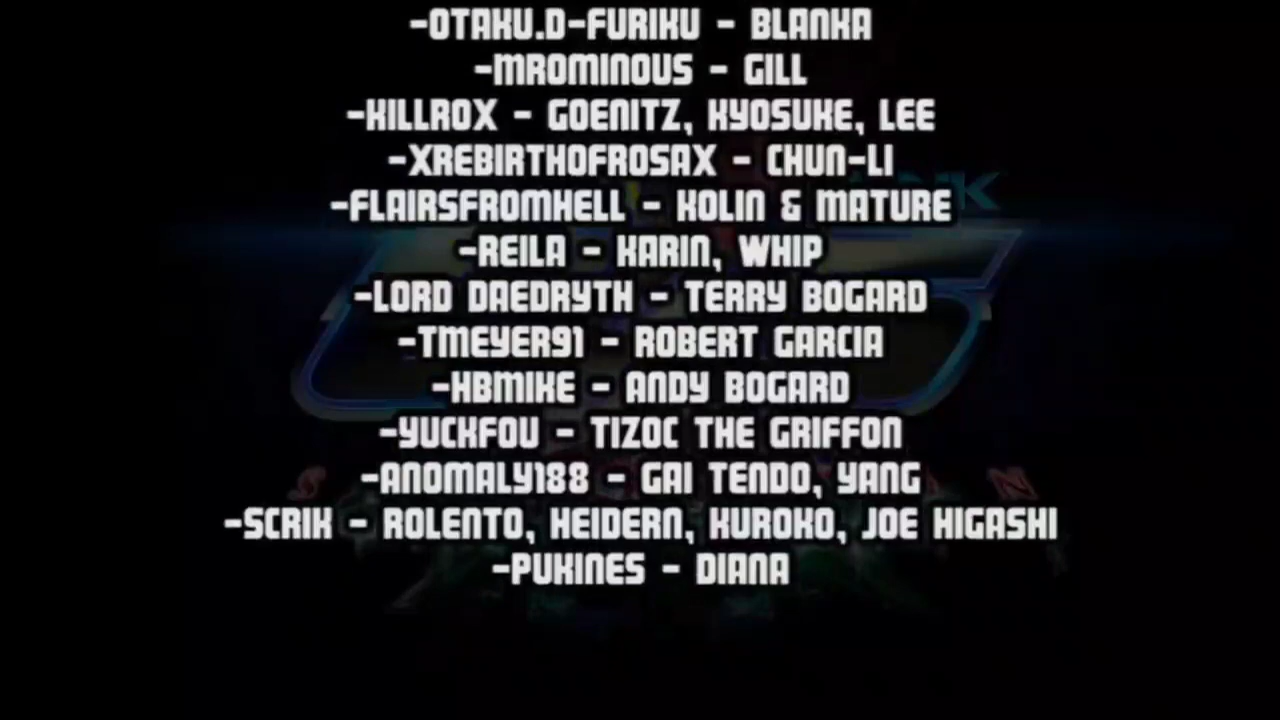 -OTAKU.D-FURIKU - BLANKA
-MROMINOUS - GILL
-KILLROX - GOENITZ, KYOSUKE, LEE
-XREBIRTHOFROSAX - CHUN-LI
-FLAIRSFROMHELL - KOLIN & MATURE
-REILA - KARIN, WHIP
-LORD DAEDRYTH - TERRY BOGARD
-TMEYER91 - ROBERT GARCIA
-HBMIKE - ANDY BOGARD
-YUCKFOU - TIZOC THE GRIFFON
-ANOMALY188 - GAI TENDO, YANG
-SCRIK - ROLENTO, HEIDERN, KUROKO, JOE HIGASHI
-PUKINES - DIANA